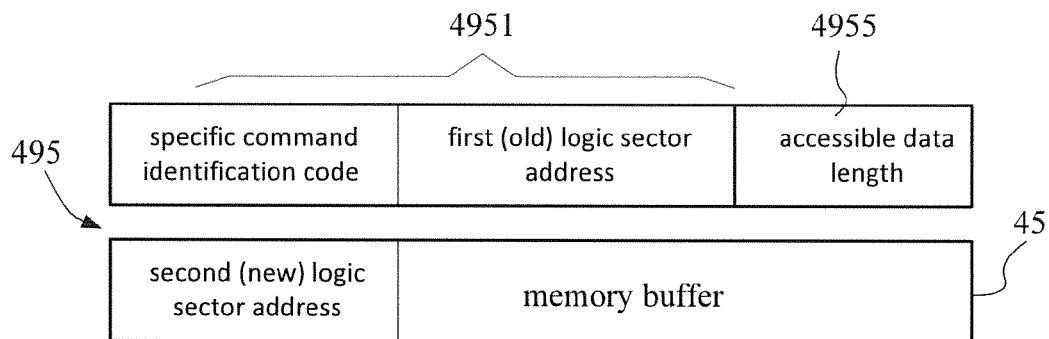 4951
4955
specific command
identification code
first (old) logic sector
address
accessible data
length
495
45
second (new) logic
sector address
memory buffer